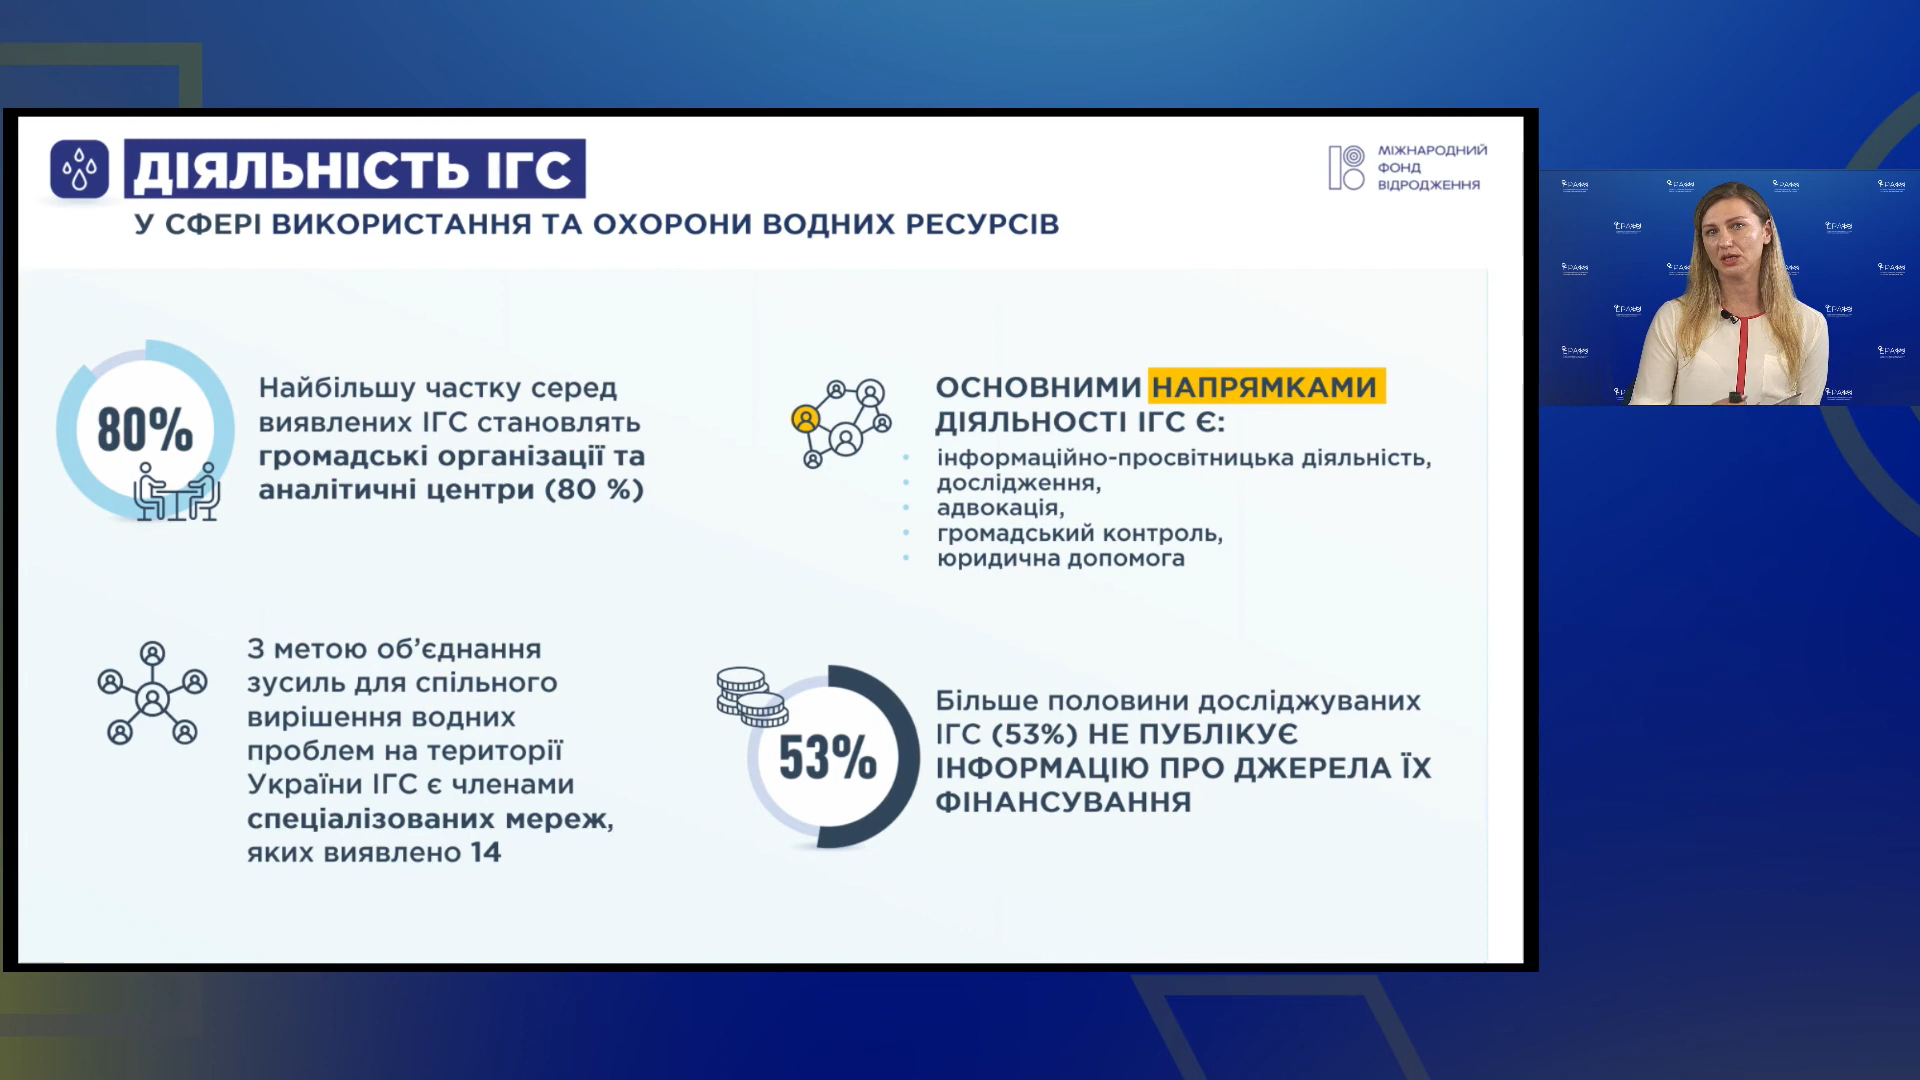 ДІЯЛЬНІСТЬ ІГС
У СФЕРІ ВИКОРИСТАННЯ ТА ОХОРОНИ ВОДНИХ РЕСУРСІВ
МІЖНАРОДНИЙ
ФОНД
ВІДРОДЖЕННЯ
80%
Найбільшу частку серед
виявлених ІГС становлять
громадські організації та
аналітичні центри (80 %)
ОСНОВНИМИ НАПРЯМКАМИ
ДІЯЛЬНОСТІ ІГС Є:
• інформаційно-просвітницька діяльність,
• дослідження,
• адвокація,
• громадський контроль,
• юридична допомога
З метою об’єднання
зусиль для спільного
вирішення водних
проблем на території
України ІГС є членами
спеціалізованих мереж,
яких виявлено 14
53%
Більше половини досліджуваних
ІГС (53%) НЕ ПУБЛІКУЄ
ІНФОРМАЦІЮ ПРО ДЖЕРЕЛА ЇХ
ФІНАНСУВАННЯ